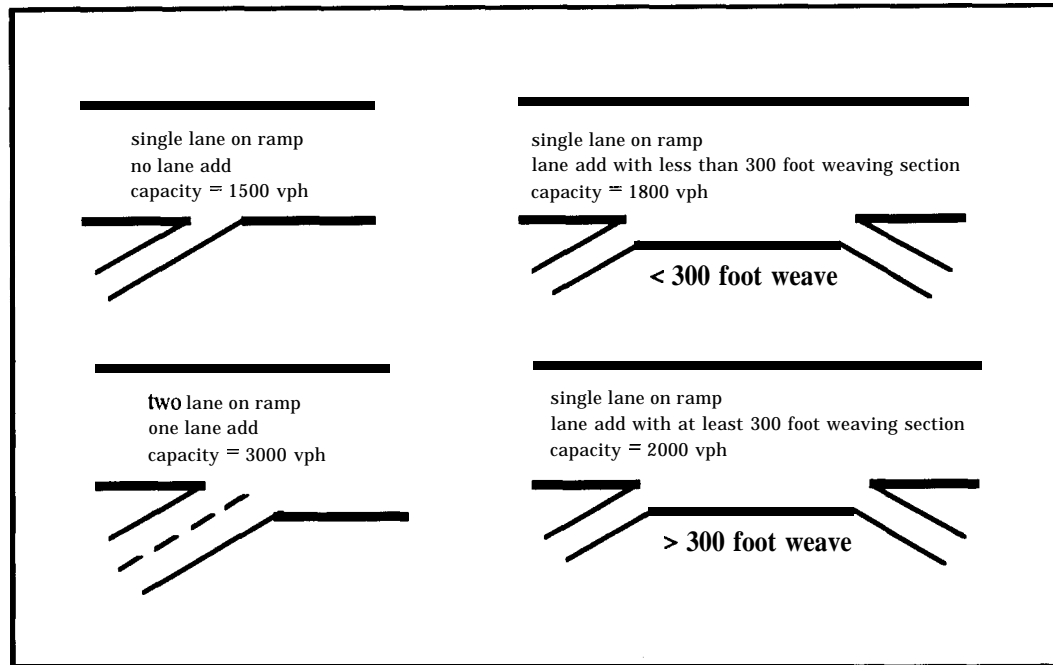 single lane on ramp
no lane add
capacity = 1500 vph
single lane on ramp
lane add with less than 300 foot weaving section
capacity = 1800 vph
< 300 foot weave
two lane on ramp
one lane add
capacity = 3000 vph
single lane on ramp
lane add with at least 300 foot weaving section
capacity = 2000 vph
> 300 foot weave